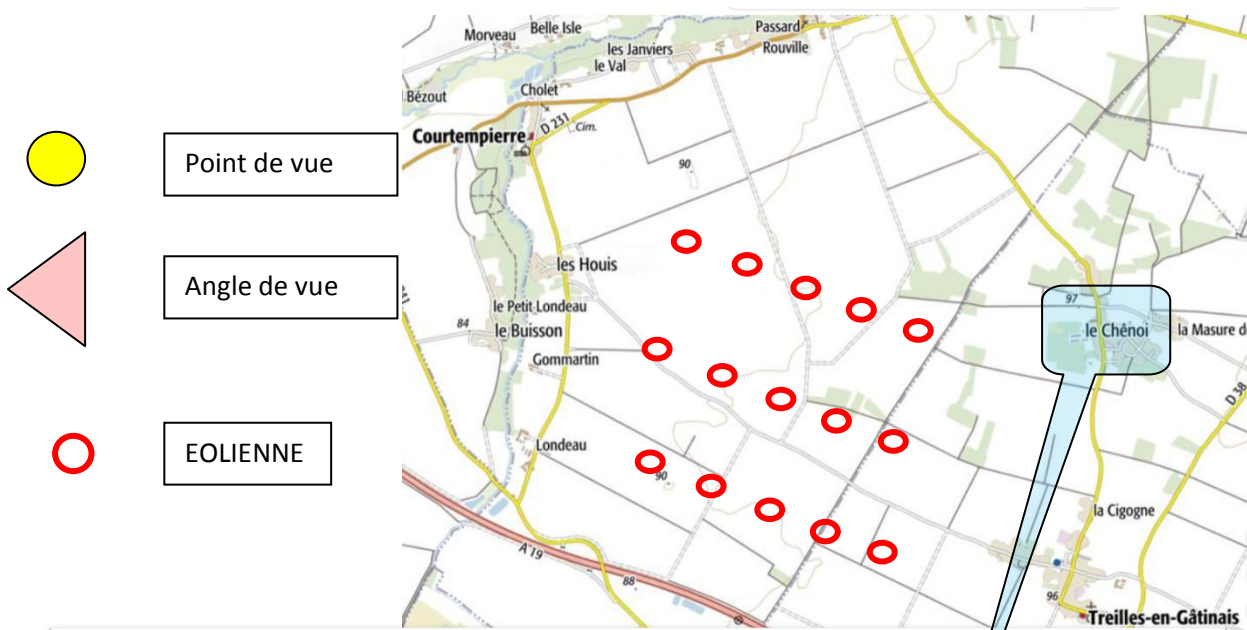 Point de vue
Angle de vue
EOLIENNE
Morveau
Belle Isle
Passard
les Janviers
Rouville
le Val
Bézout
Cholet
D 231
Cim.
Courtempierre
90
les Houis
le Petit Londeau
84
le Buisson
Gommartin
97
le Chênoi
la Masure d
D 38
Londeau
90
la Cigogne
A 19
88
96
Treilles-en-Gâtinais